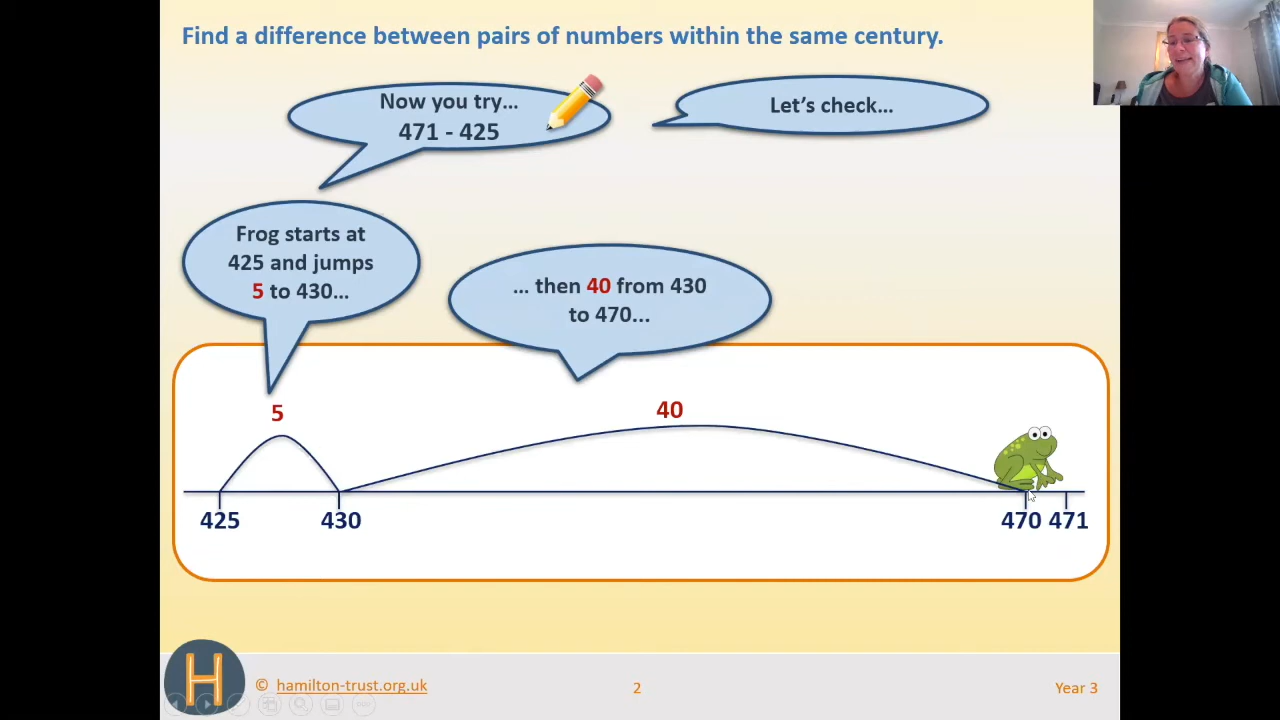 Find a difference between pairs of numbers within the same century.
Now you try...
471 - 425
Let's check...
Frog starts at
425 and jumps
5 to 430...
... then 40 from 430
to 470...
5
40
425
430
470
471
H
© hamilton-trust.org.uk
2
Year 3